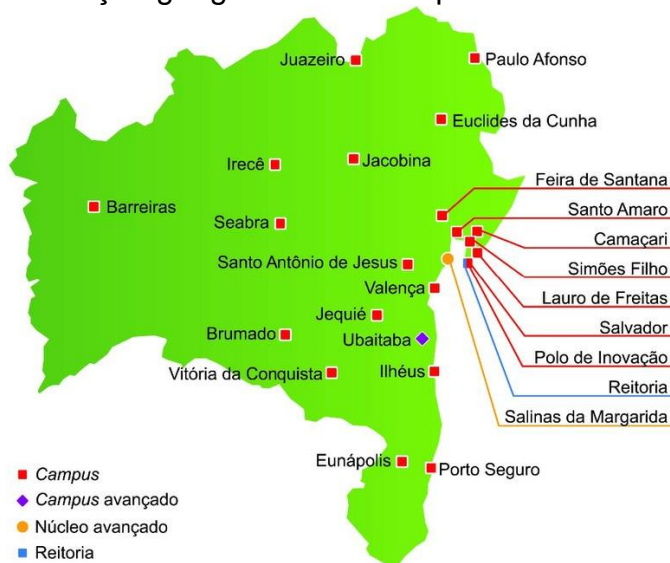 Juazeiro
Paulo Afonso
Euclides da Cunha
Irecê
Jacobina
Feira de Santana
Barreiras
Santo Amaro
Seabra
Camaçari
Santo Antônio de Jesus
Simões Filho
Valença
Lauro de Freitas
Jequié
Salvador
Brumado
Ubaitaba
Polo de Inovação
Vitória da Conquista
Ilhéus
Reitoria
Salinas da Margarida
Eunápolis
Porto Seguro
Campus
Campus avançado
Núcleo avançado
Reitoria